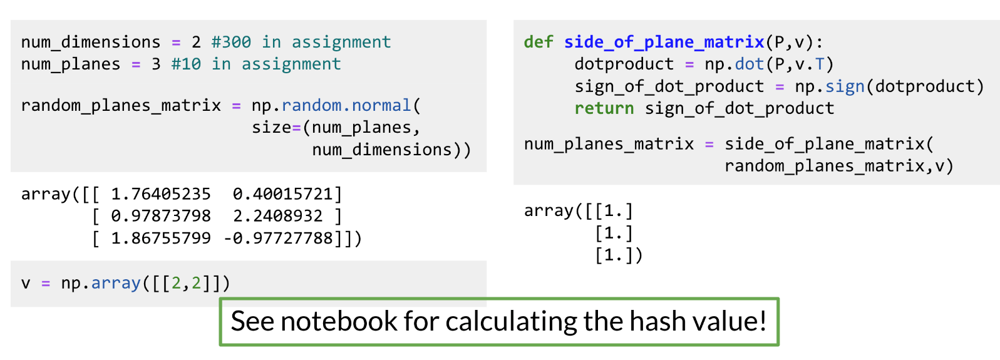 num_dimensions = 2 #300 in assignment
num_planes = 3 #10 in assignment
random_planes_matrix = np.random.normal(
size=(num_planes,
num_dimensions))
array([[ 1.76405235 0.40015721]
[ 0.97873798 2.2408932 ]
[ 1.86755799 -0.97727788]])
v = np.array([[2,2]])
def side_of_plane_matrix(P,v):
dotproduct = np.dot(P,v.T)
sign_of_dot_product = np.sign(dotproduct)
return sign_of_dot_product
num_planes_matrix = side_of_plane_matrix(
random_planes_matrix,v)
array([[1.]
[1.]
[1.])
See notebook for calculating the hash value!